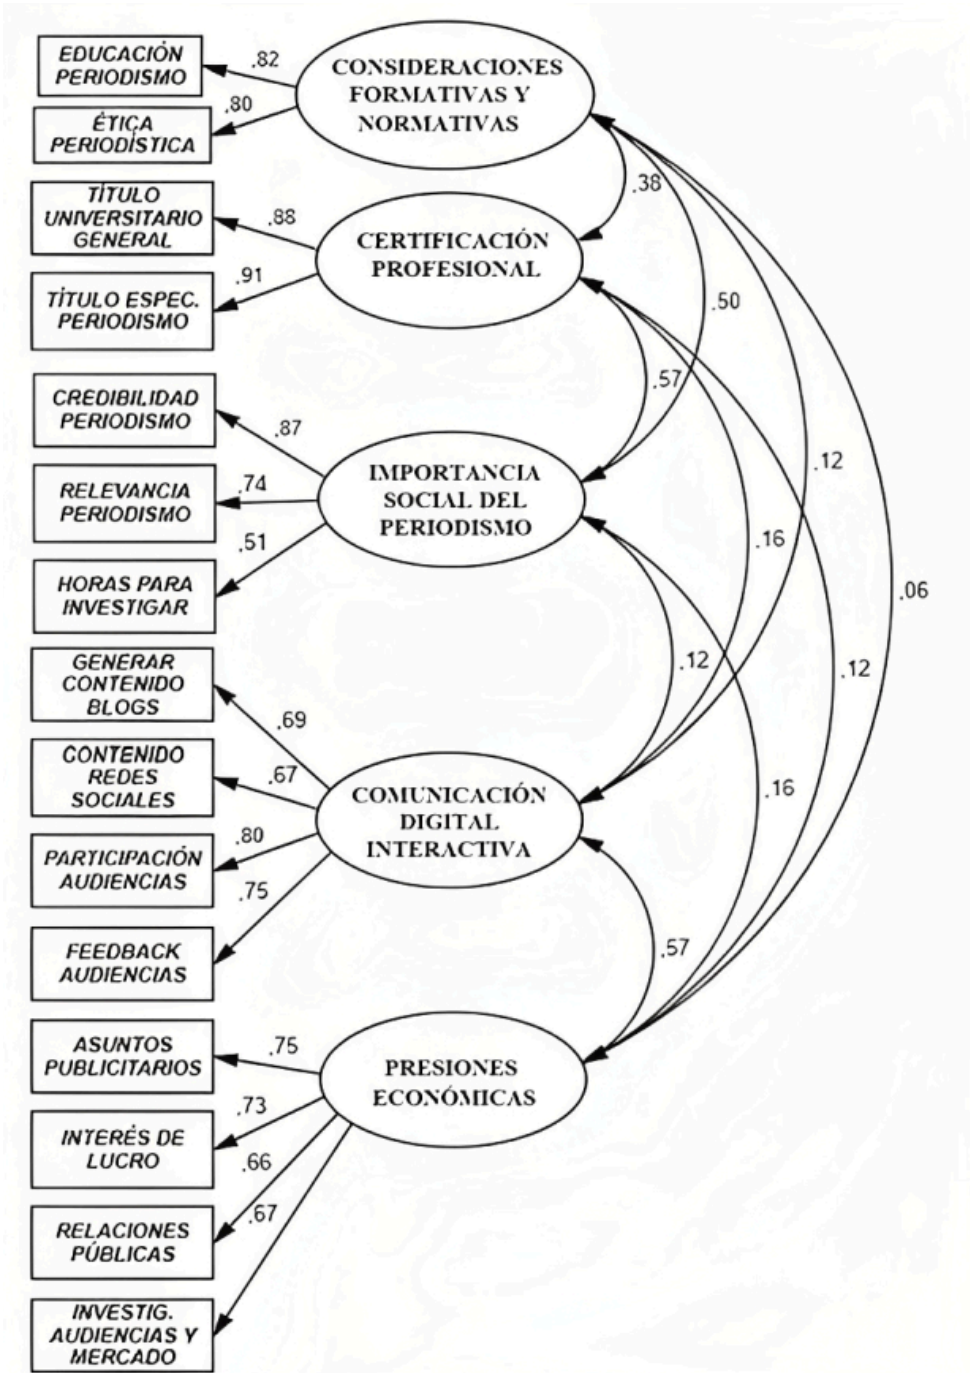 EDUCACIÓN
PERIODISMO
.82
CONSIDERACIONES
FORMATIVAS Y
NORMATIVAS
.80
ÉTICA
PERIODÍSTICA
.38
TÍTULO
UNIVERSITARIO
GENERAL
.88
CERTIFICACIÓN
PROFESIONAL
.91
TÍTULO ESPEC.
PERIODISMO
.50
.57
CREDIBILIDAD
PERIODISMO
.87
IMPORTANCIA
SOCIAL DEL
PERIODISMO
.12
RELEVANCIA
PERIODISMO
.74
.16
.51
HORAS PARA
INVESTIGAR
.06
GENERAR
CONTENIDO
BLOGS
.12
.12
.69
CONTENIDO
REDES
SOCIALES
.67
COMUNICACIÓN
DIGITAL
INTERACTIVA
.16
PARTICIPACIÓN
AUDIENCIAS
.80
.75
FEEDBACK
AUDIENCIAS
.57
ASUNTOS
PUBLICITARIOS
.75
PRESIONES
ECONÓMICAS
.73
INTERÉS DE
LUCRO
.66
RELACIONES
PÚBLICAS
.67
INVESTIG.
AUDIENCIAS Y
MERCADO